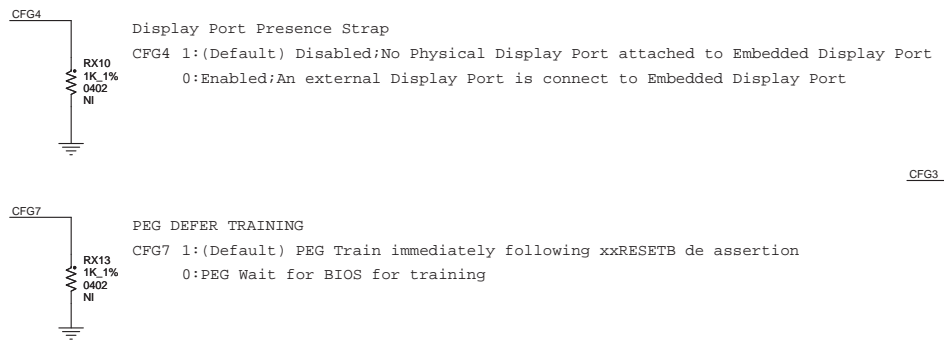 CFG4
Display Port Presence Strap
CFG4 1:(Default) Disabled;No Physical Display Port attached to Embedded Display Port
0:Enabled;An external Display Port is connect to Embedded Display Port
RX10
1K_1%
0402
NI
CFG3
CFG7
PEG DEFER TRAINING
CFG7 1:(Default) PEG Train immediately following xxRESETB de assertion
0:PEG Wait for BIOS for training
RX13
1K_1%
0402
NI